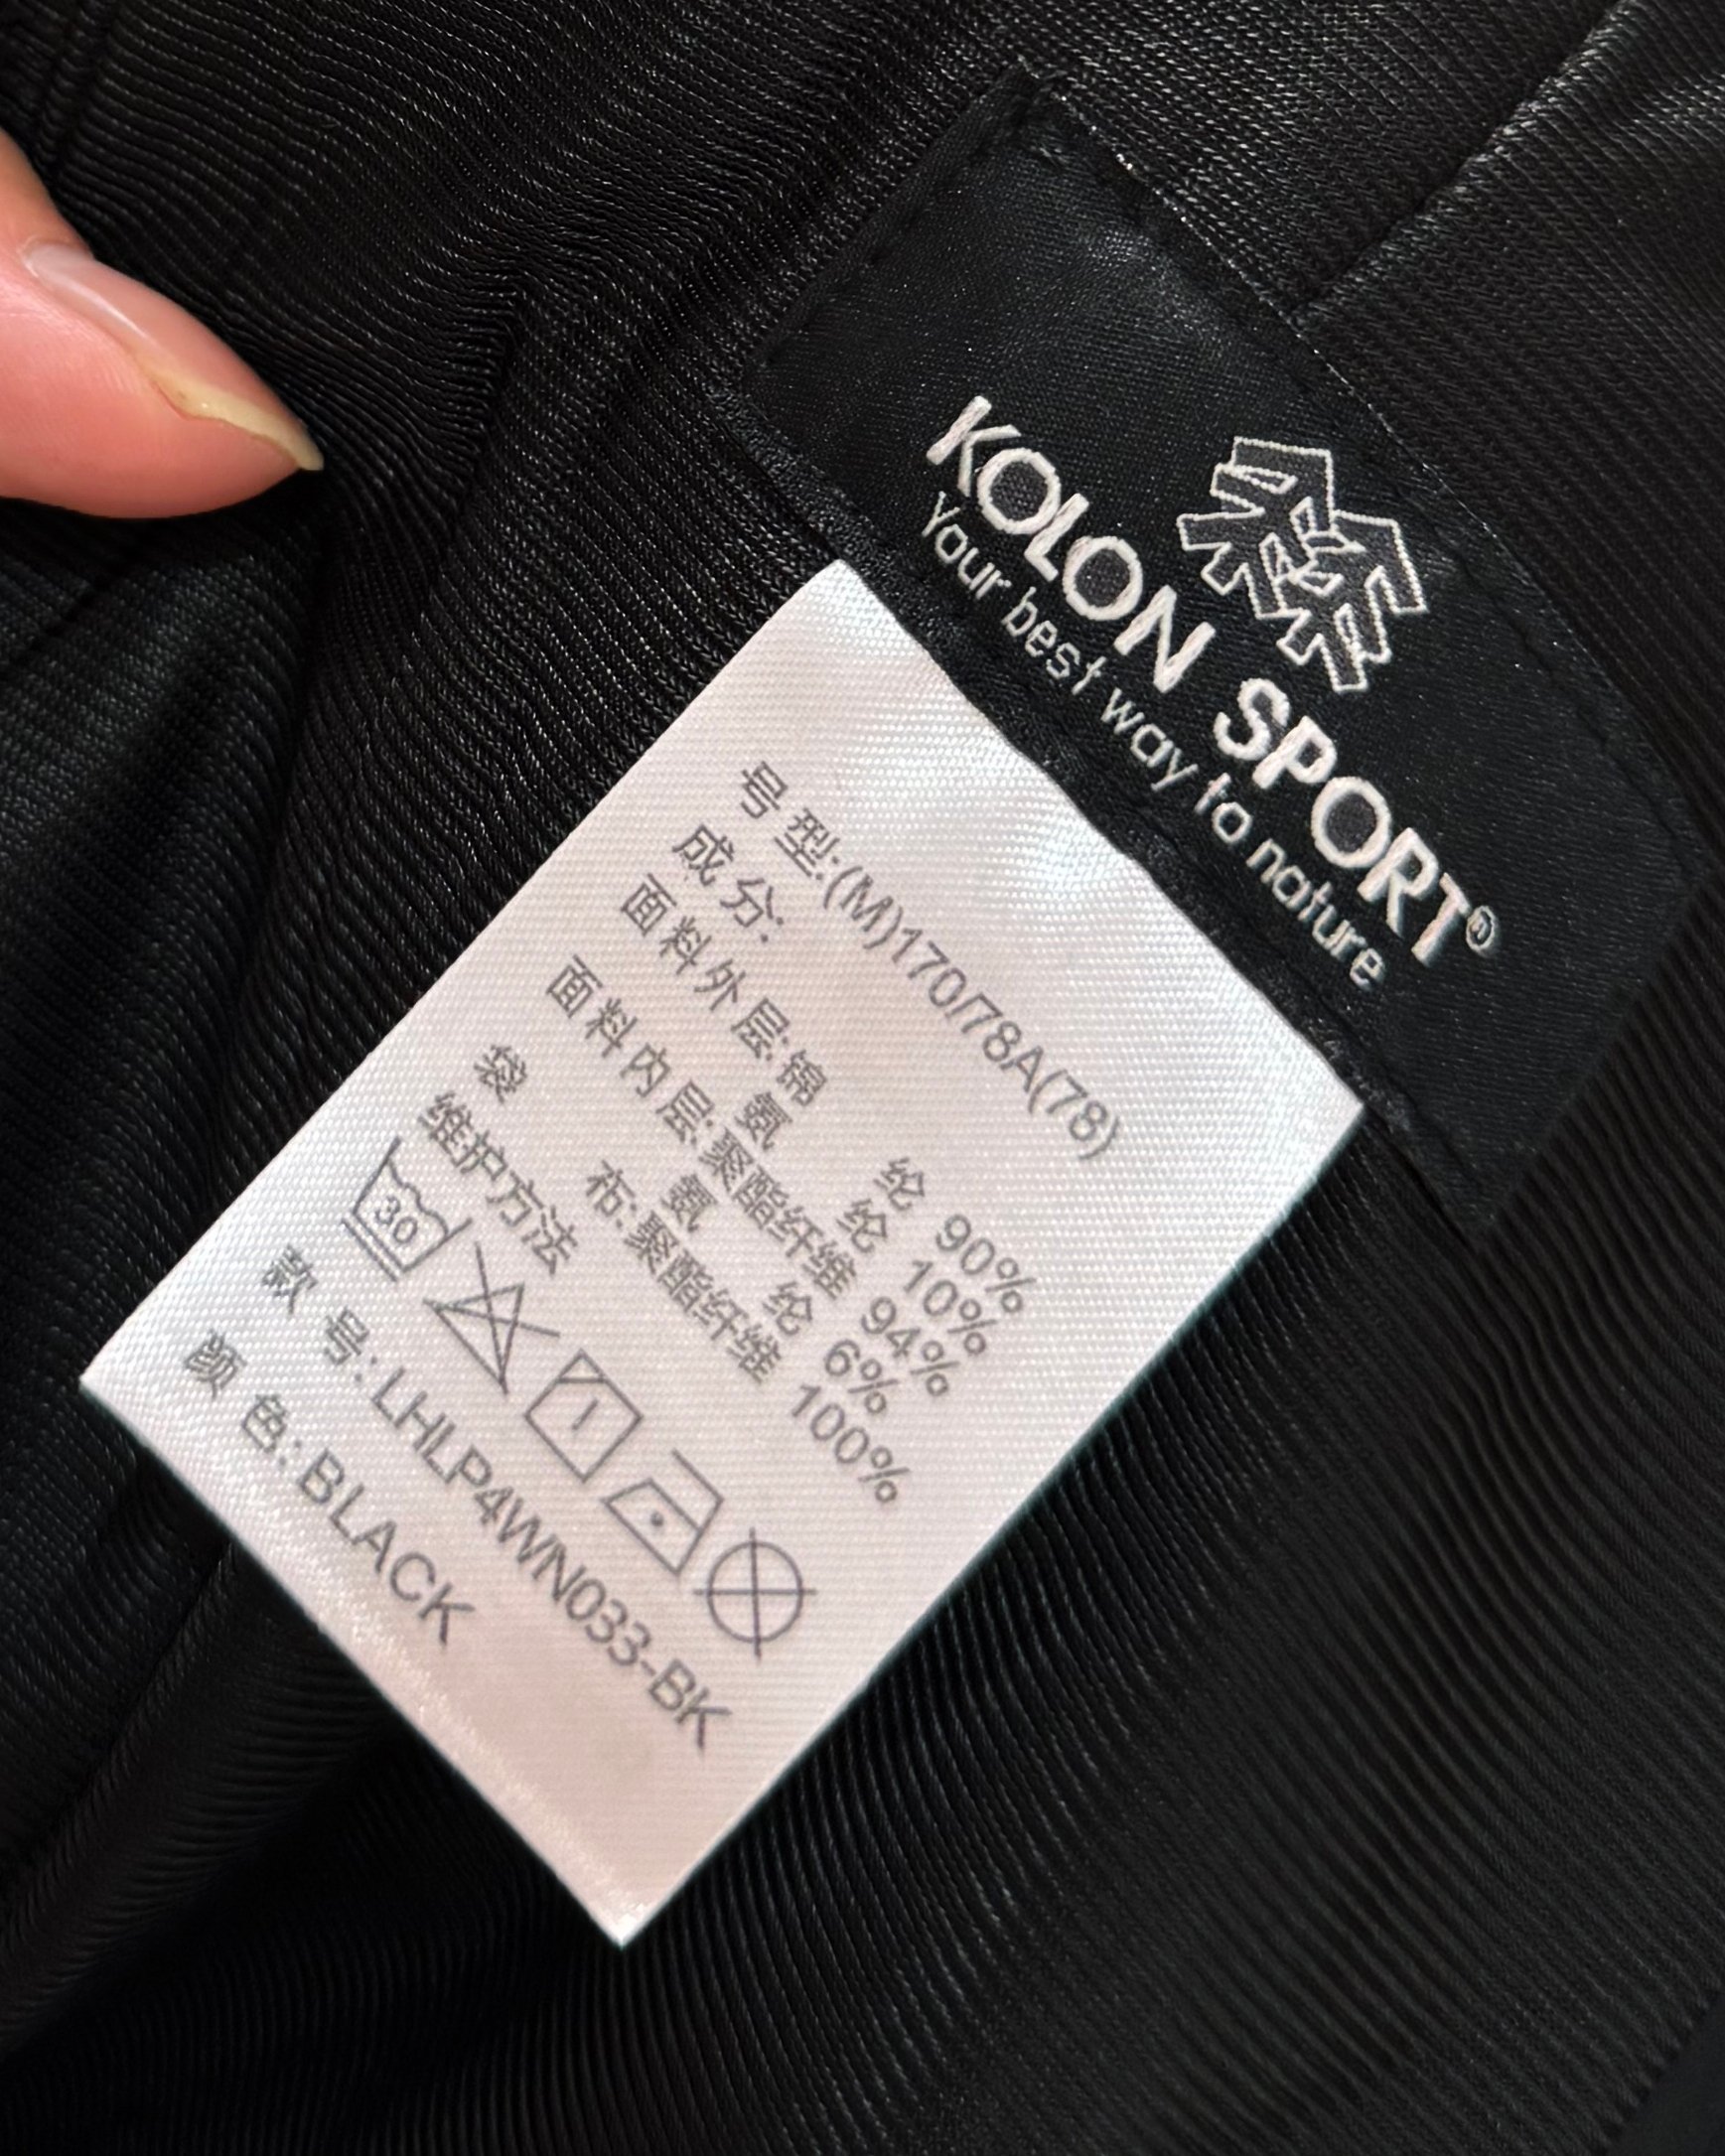 KOLON SPORT®
Your best way to nature
号型:(M)170/78A(78)
成分:
面料外层:锦 纶 90%
氨 纶 10%
面料内层:聚酯纤维 94%
氨 纶 6%
袋 布:聚酯纤维 100%
维护方法
30
款 号:LHLP4WN033-BK
颜 色:BLACK